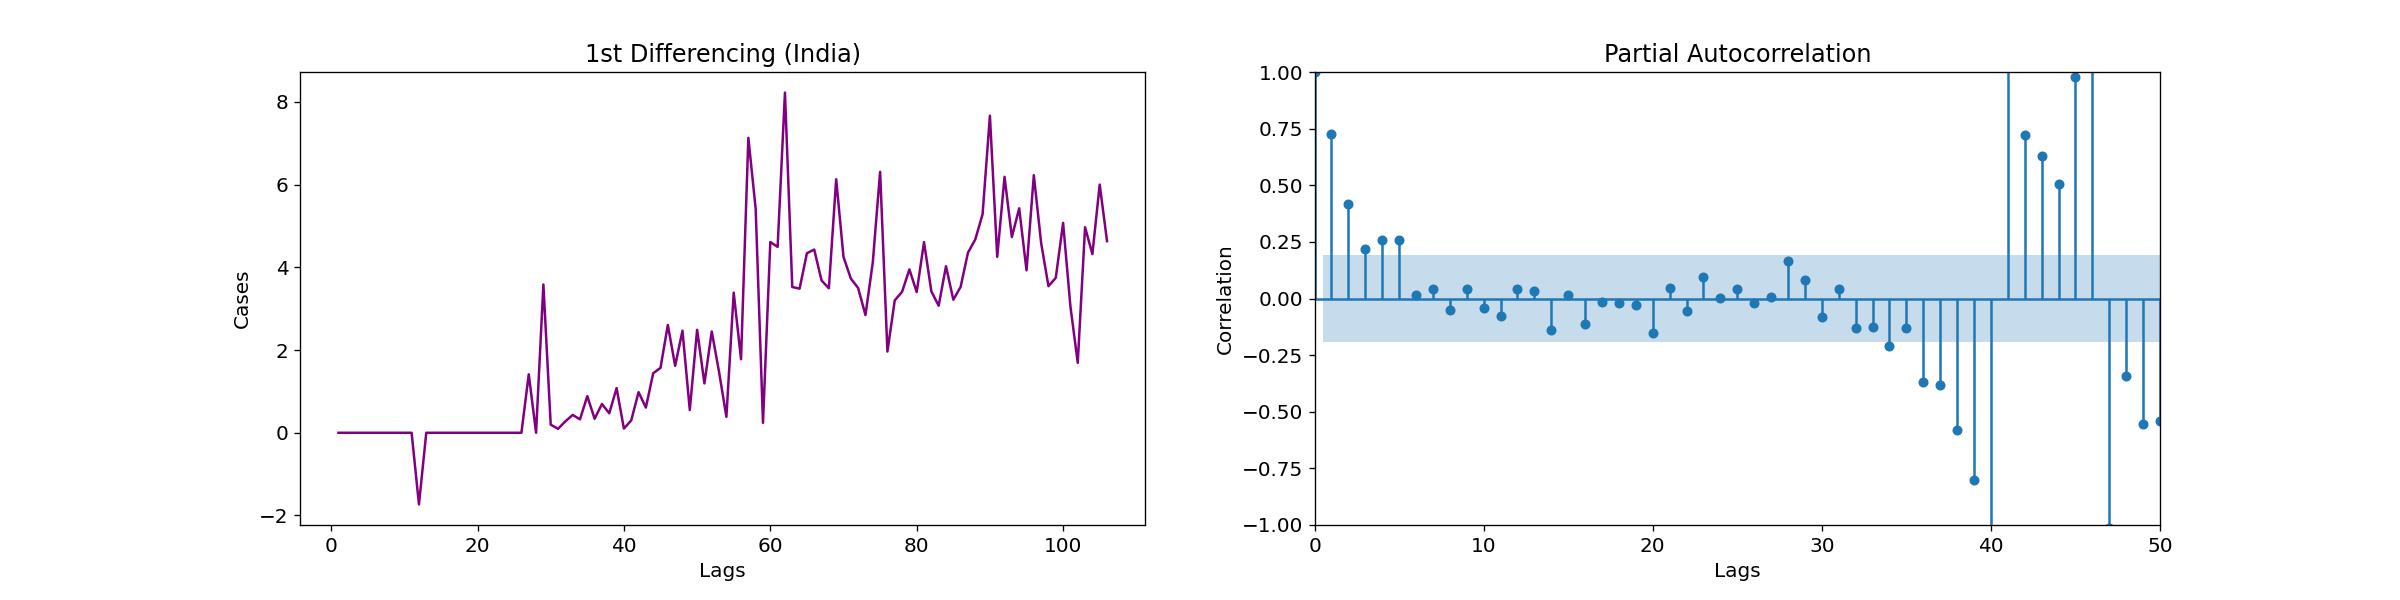 1st Differencing (India)
8
6
4
2
0
−2
Cases
0 20 40 60 80 100
Lags
Partial Autocorrelation
1.00
0.75
0.50
0.25
0.00
−0.25
−0.50
−0.75
−1.00
Correlation
0 10 20 30 40 50
Lags